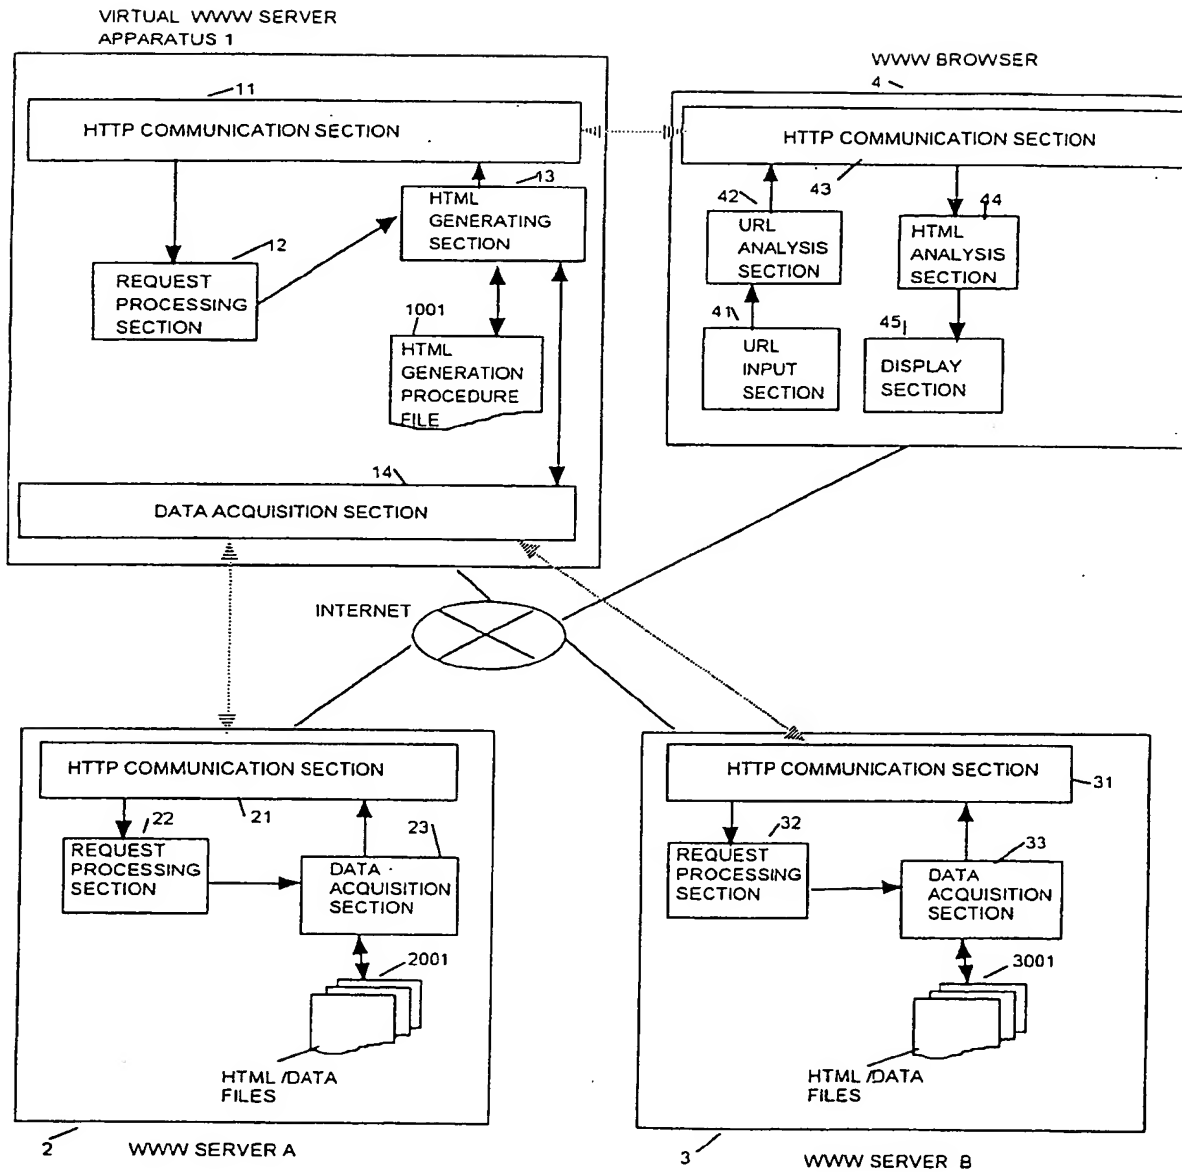 VIRTUAL WWW SERVER
APPARATUS 1
WWW BROWSER
4
11
HTTP COMMUNICATION SECTION
HTTP COMMUNICATION SECTION
43
13
HTML
GENERATING
SECTION
12
REQUEST
PROCESSING
SECTION
42
URL
ANALYSIS
SECTION
44
HTML
ANALYSIS
SECTION
1001
HTML
GENERATION
PROCEDURE
FILE
41
URL
INPUT
SECTION
45
DISPLAY
SECTION
14
DATA ACQUISITION SECTION
INTERNET
HTTP COMMUNICATION SECTION
21
22
REQUEST
PROCESSING
SECTION
23
DATA
ACQUISITION
SECTION
2001
HTML /DATA
FILES
2
WWW SERVER A
HTTP COMMUNICATION SECTION
31
32
REQUEST
PROCESSING
SECTION
33
DATA
ACQUISITION
SECTION
3001
HTML /DATA
FILES
3
WWW SERVER B